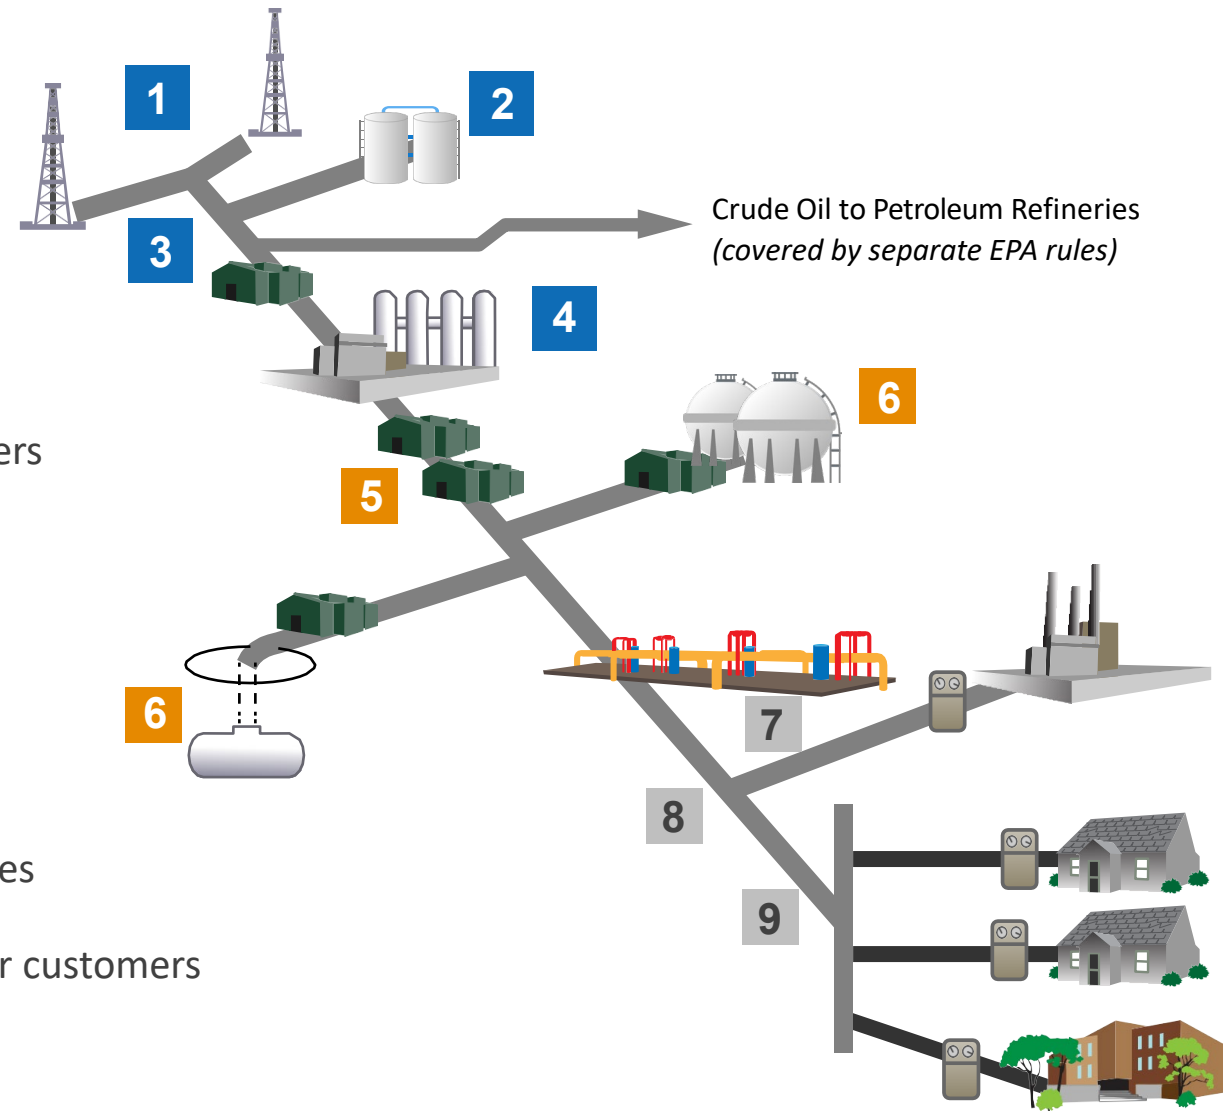 1
2
Crude Oil to Petroleum Refineries
(covered by separate EPA rules)
3
4
6
ers
5
6
7
8
es
9
r customers